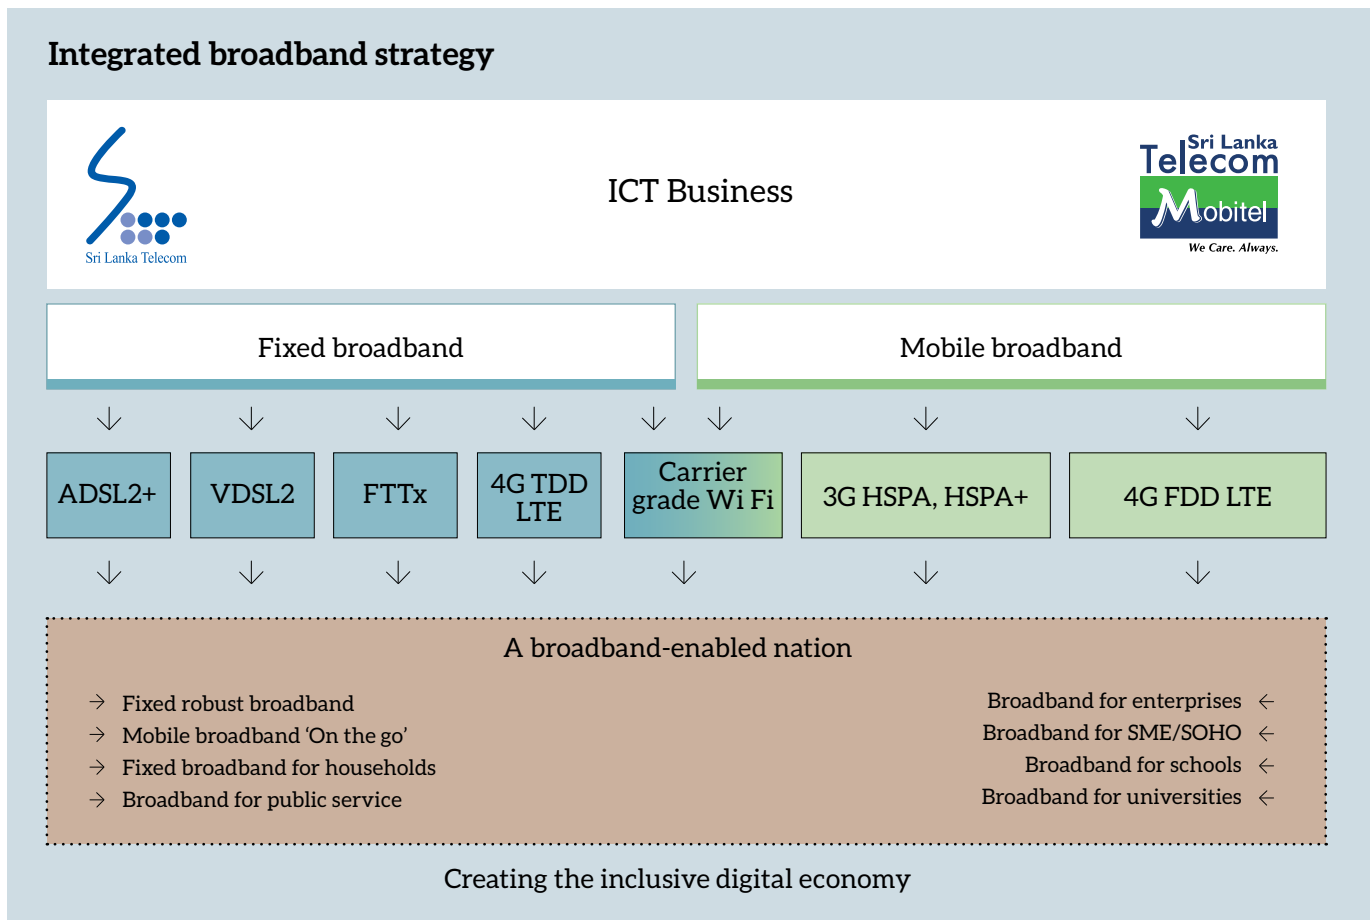 Integrated broadband strategy
Sri Lanka Telecom
ICT Business
Sri Lanka
Telecom
Mobitel
We Care. Always.
Fixed broadband
Mobile broadband
ADSL2+
VDSL2
FTTx
4G TDD
LTE
Carrier
grade Wi Fi
3G HSPA, HSPA+
4G FDD LTE
A broadband-enabled nation
→ Fixed robust broadband
→ Mobile broadband ‘On the go’
→ Fixed broadband for households
→ Broadband for public service
Broadband for enterprises ←
Broadband for SME/SOHO ←
Broadband for schools ←
Broadband for universities ←
Creating the inclusive digital economy